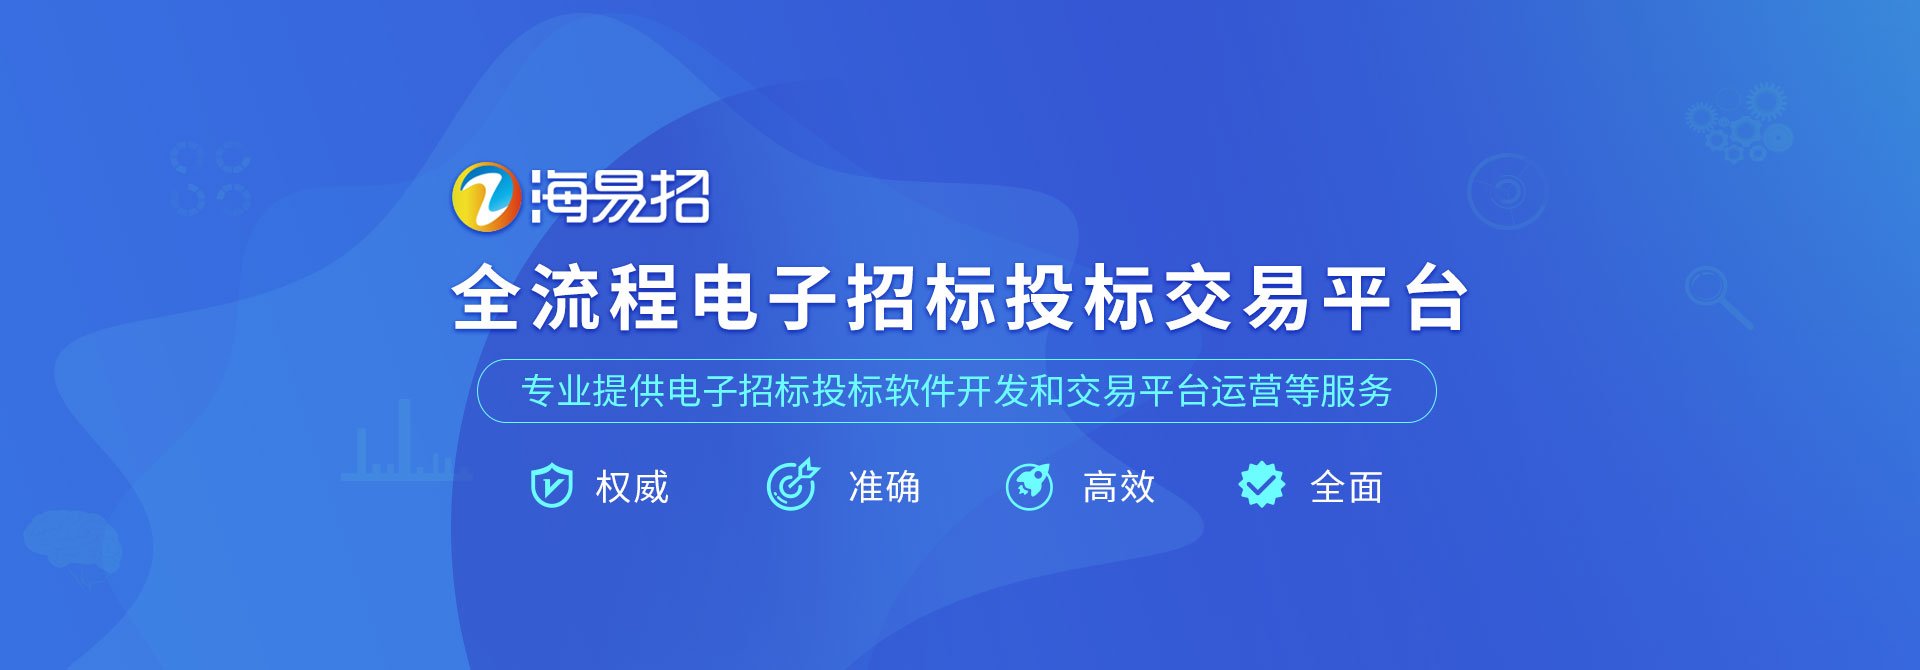 海易招
全流程电子招标投标交易平台
专业提供电子招标投标软件开发和交易平台运营等服务
权威 准确 高效 全面